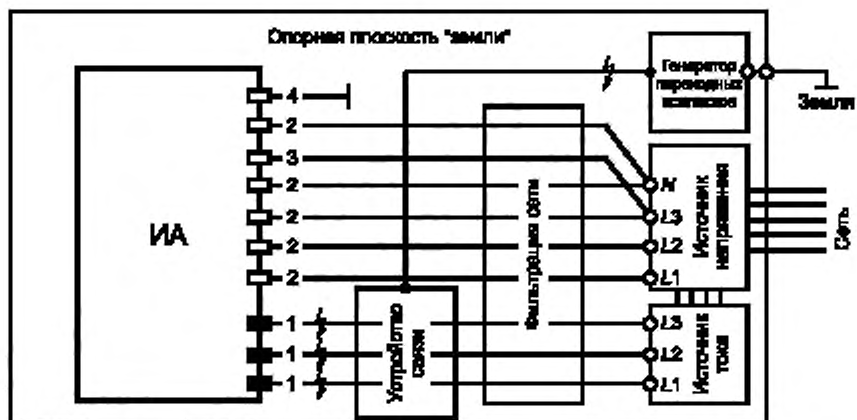 Опорная плоскость "земли"
Генератор
переходных
Земля
ИА
4
2
3
2
2
2
2
1
1
1
N
L3
L2
L1
L3
L2
L1
Устройство
связи
Фильтрация сети
Источник
напряжения
Источник
тока
Сеть